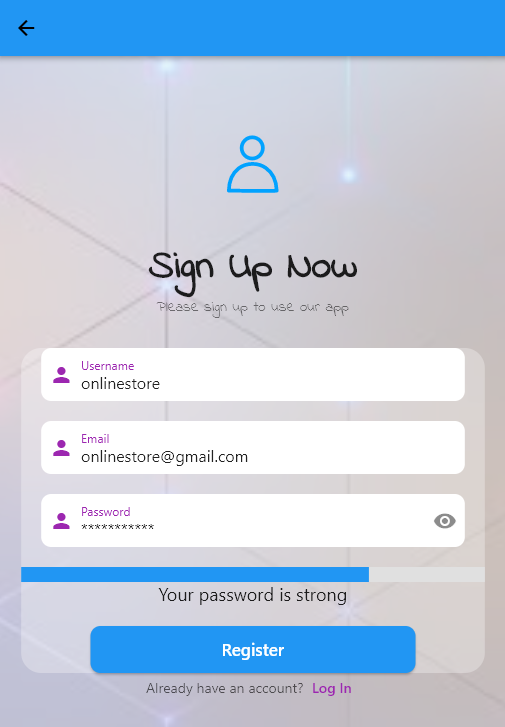 Sign Up Now
Please sign up to use our app
Username
onlinestore
Email
onlinestore@gmail.com
Password
***********
Your password is strong
Register
Already have an account? Log In